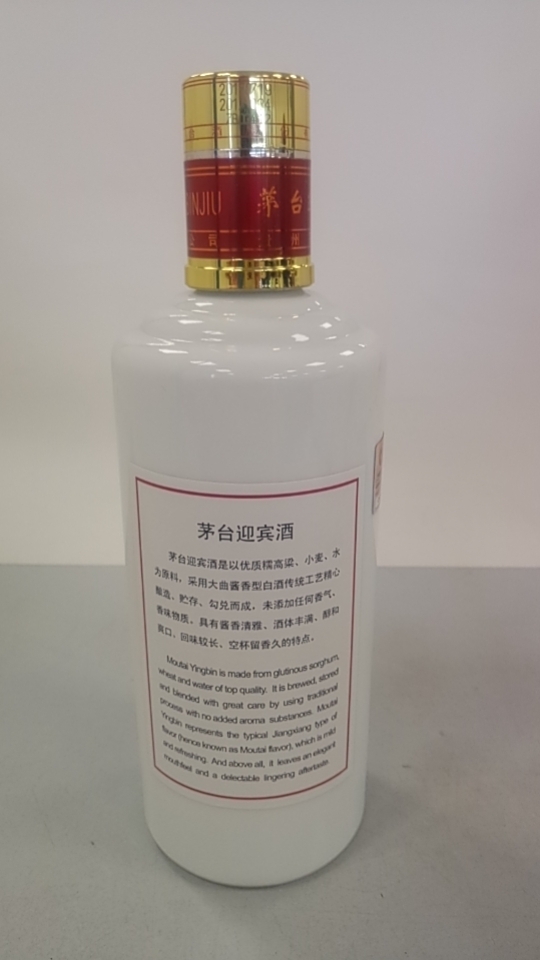 茅台
公司 州
茅台迎宾酒
茅台迎宾酒是以优质糯高粱、小麦、水
为原料，采用大曲酱香型白酒传统工艺精心
酿造、贮存、勾兑而成。未添加任何香气、
香味物质。具有酱香清雅、酒体丰满、醇和
爽口、回味较长、空杯留香久的特点。
Moutai Yingbin is made from glutinous sorghum,
wheat and water of top quality. It is brewed, stored
and blended with great care by using traditional
process with no added aroma substances. Moutai
Yingbin represents the typical Jiangxiang type of
flavor (hence known as Moutai flavor), which is mild
and refreshing. And above all, it leaves an elegant
mouthfeel and a delectable lingering aftertaste.